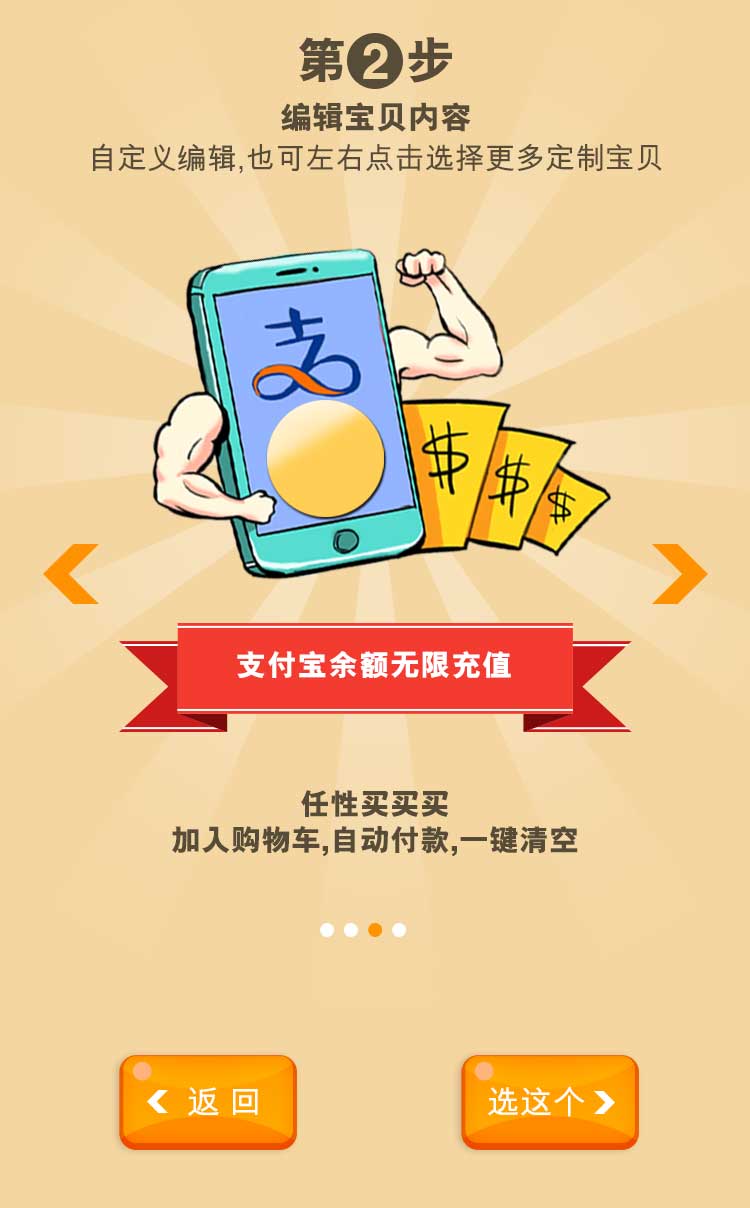 第2步
编辑宝贝内容
自定义编辑,也可左右点击选择更多定制宝贝
支
$ $ $
支付宝余额无限充值
任性买买买
加入购物车,自动付款,一键清空
返回
选这个